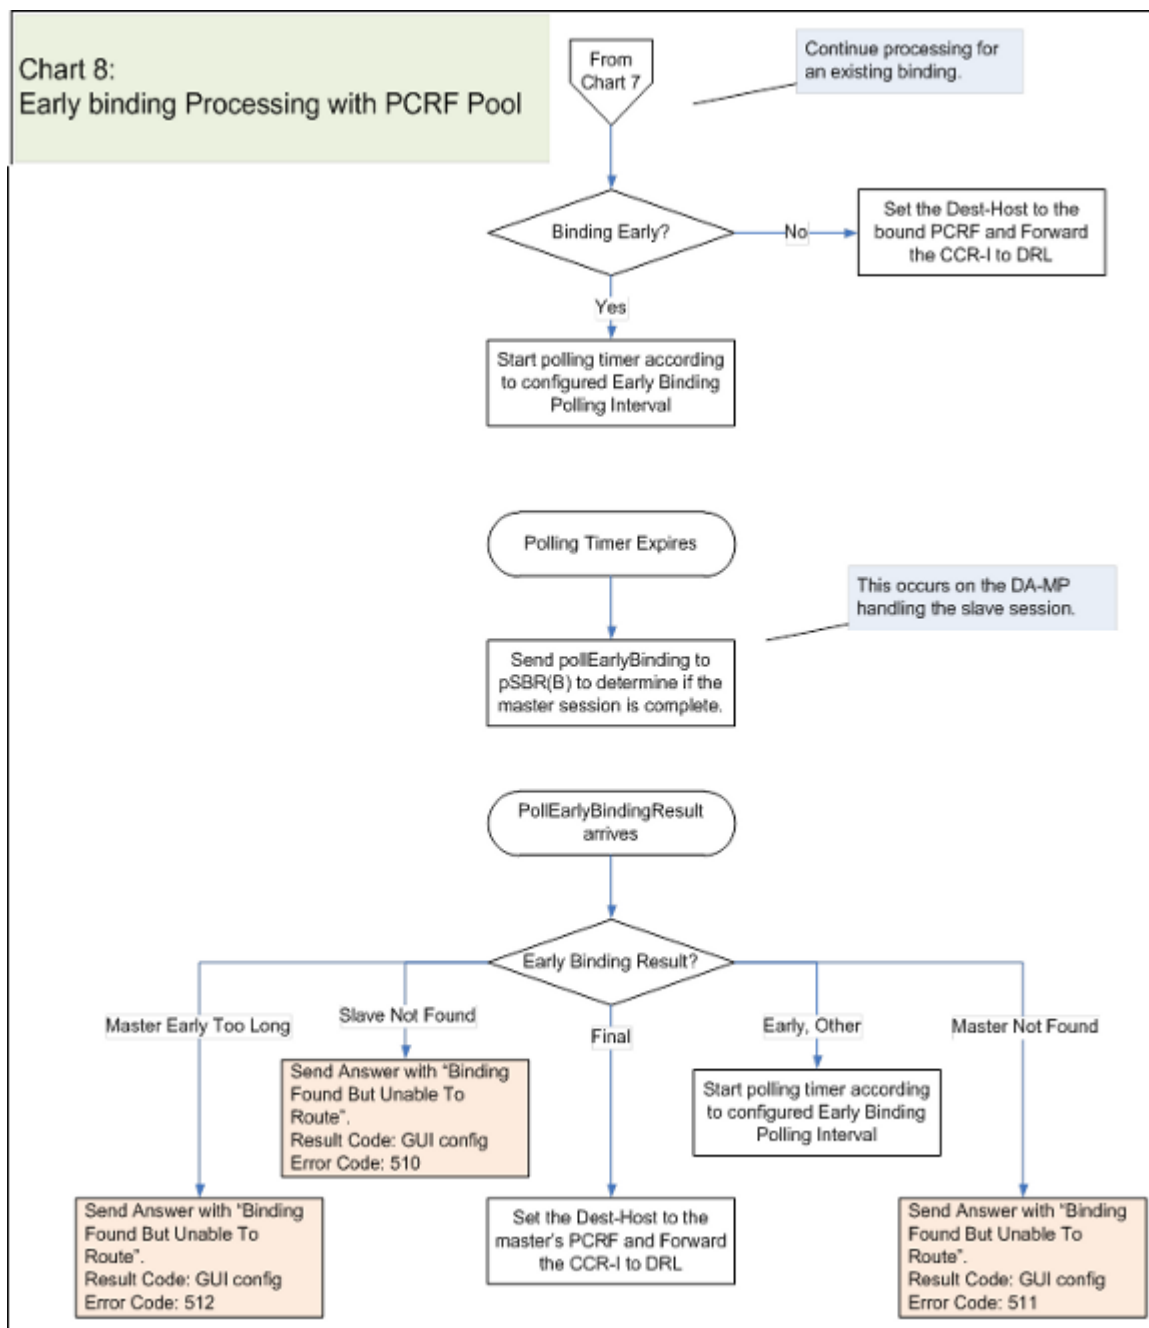 Chart 8:
Early binding Processing with PCRF Pool
From
Chart 7
Continue processing for
an existing binding.
Binding Early?
No
Set the Dest-Host to the
bound PCRF and Forward
the CCR-I to DRL
Yes
Start polling timer according
to configured Early Binding
Polling Interval
Polling Timer Expires
This occurs on the DA-MP
handling the slave session.
Send pollEarlyBinding to
pSBR(B) to determine if the
master session is complete.
PollEarlyBindingResult
arrives
Early Binding Result?
Master Early Too Long
Slave Not Found
Final
Early, Other
Master Not Found
Send Answer with “Binding
Found But Unable To
Route”.
Result Code: GUI config
Error Code: 510
Start polling timer according
to configured Early Binding
Polling Interval
Send Answer with “Binding
Found But Unable To
Route”.
Result Code: GUI config
Error Code: 512
Set the Dest-Host to the
master's PCRF and Forward
the CCR-I to DRL
Send Answer with “Binding
Found But Unable To
Route”.
Result Code: GUI config
Error Code: 511